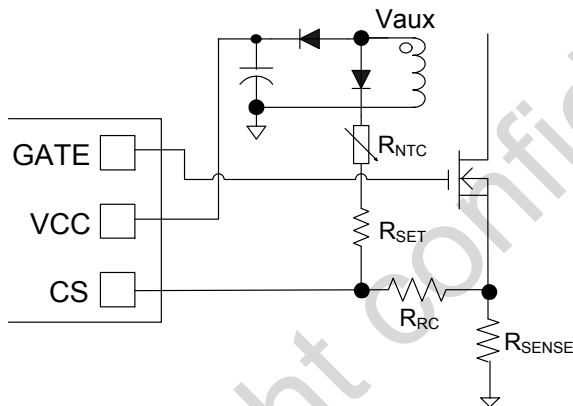 Vaux
GATE
R_NTC
VCC
R_SET
CS
R_RC
R_SENSE